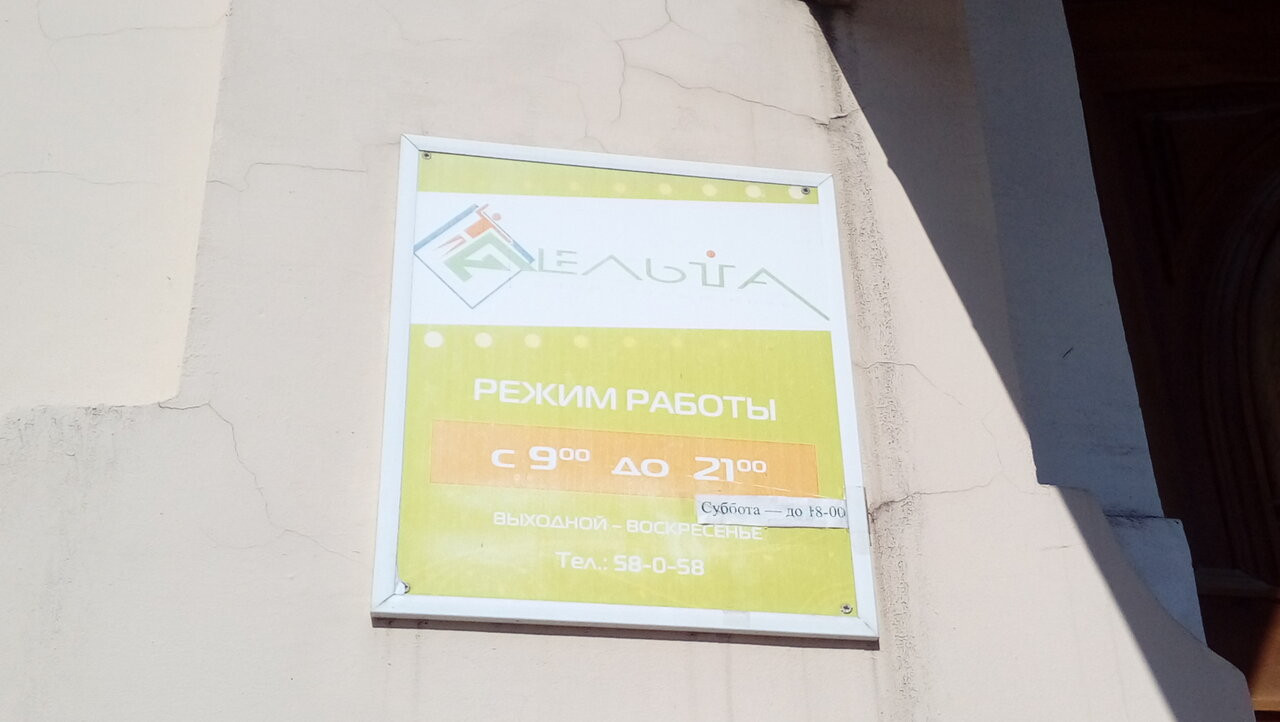 ДЕЛЬТА
РЕЖИМ РАБОТЫ
с 9⁰⁰ до 21⁰⁰
Суббота — до 18-00
ВЫХОДНОЙ – ВОСКРЕСЕНЬЕ
Тел.: 58-0-58